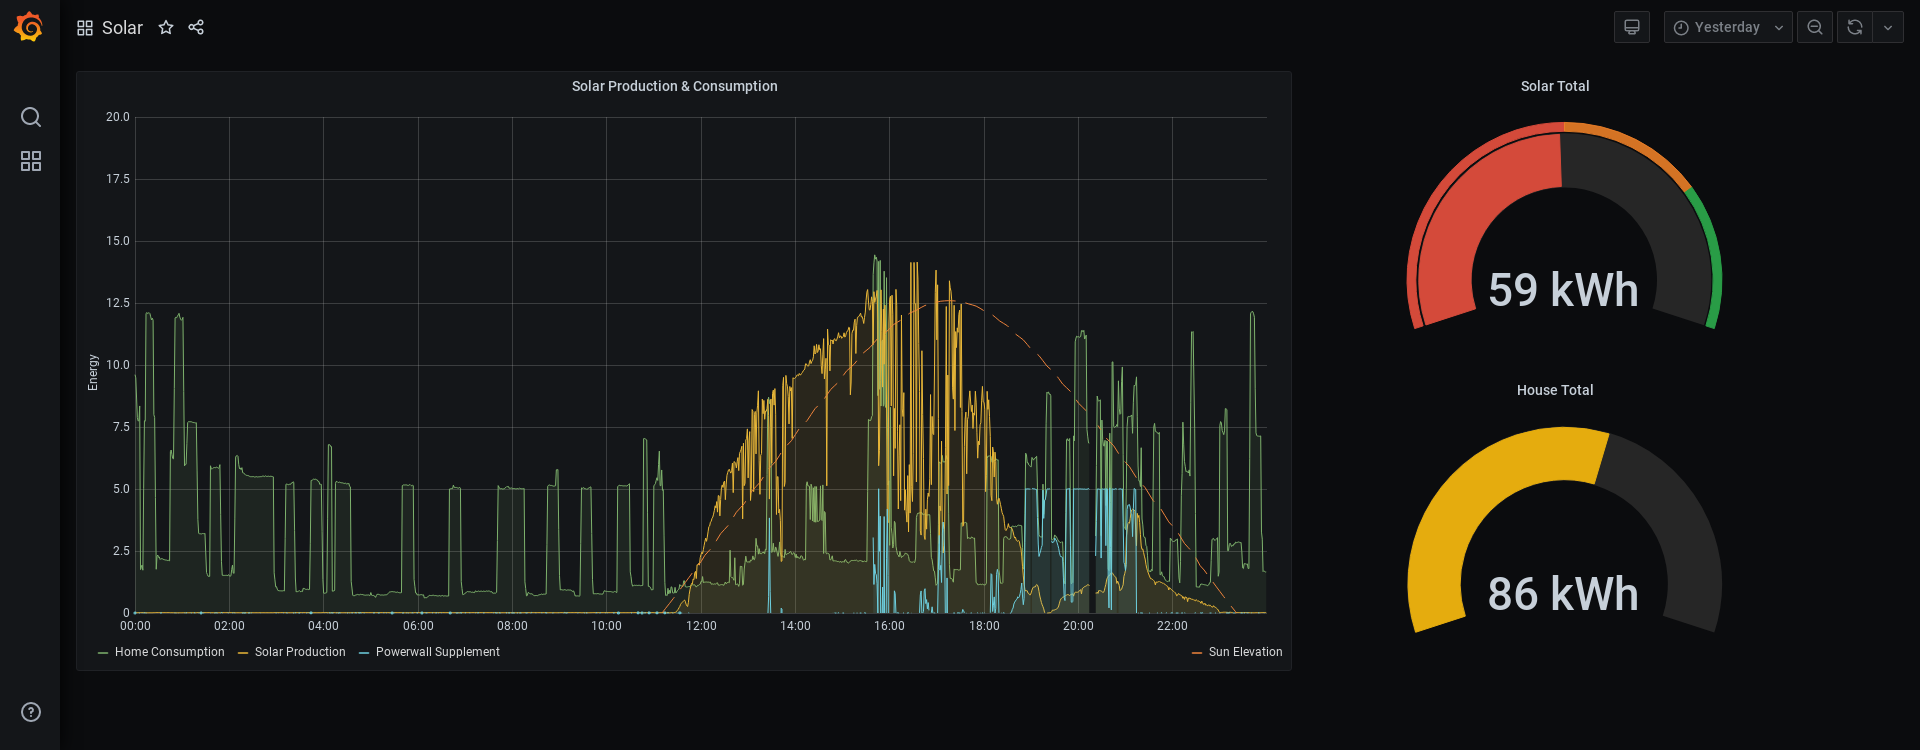 Solar
Yesterday
Solar Production & Consumption
20.0
17.5
15.0
12.5
10.0
7.5
5.0
2.5
0
Energy
00:00 02:00 04:00 06:00 08:00 10:00 12:00 14:00 16:00 18:00 20:00 22:00
Home Consumption Solar Production Powerwall Supplement Sun Elevation
Solar Total
59 kWh
House Total
86 kWh
?